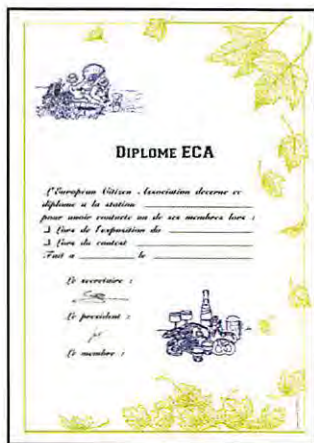 DIPLOME ECA
L'European Citizen Association decerne ce
diplome a la station
pour avoir contacte un de ses membres lors :
Lors de l'exposition du
Lors du contest
Fait a le
Le secretaire :
Le president :
Le membre :